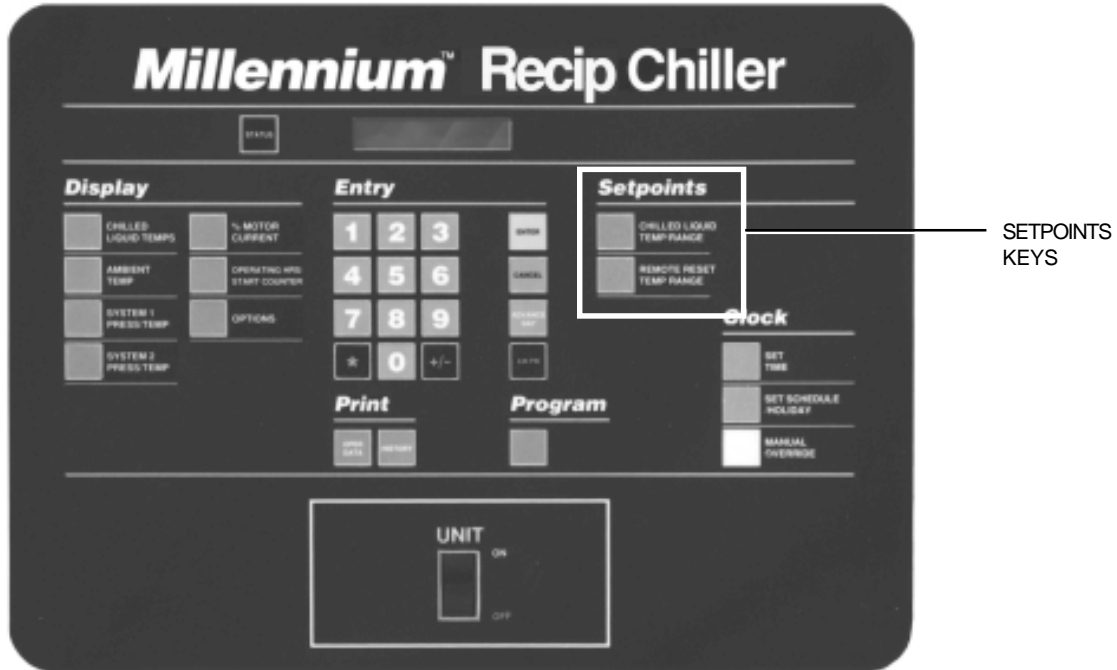 Millennium™ Recip Chiller
STATUS
Display
CHILLED
LIQUID TEMPS
AMBIENT
TEMP
SYSTEM 1
PRESS/TEMP
SYSTEM 2
PRESS/TEMP
% MOTOR
CURRENT
OPERATING HRS
START COUNTER
OPTIONS
Entry
1 2 3
4 5 6
7 8 9
* 0 +/-
ENTER
CANCEL
ADVANCE
DAY
AM/PM
Print
OPER
DATA
HISTORY
Program
Setpoints
CHILLED LIQUID
TEMP RANGE
REMOTE RESET
TEMP RANGE
SETPOINTS
KEYS
Clock
SET
TIME
SET SCHEDULE
/HOLIDAY
MANUAL
OVERRIDE
UNIT
ON
OFF